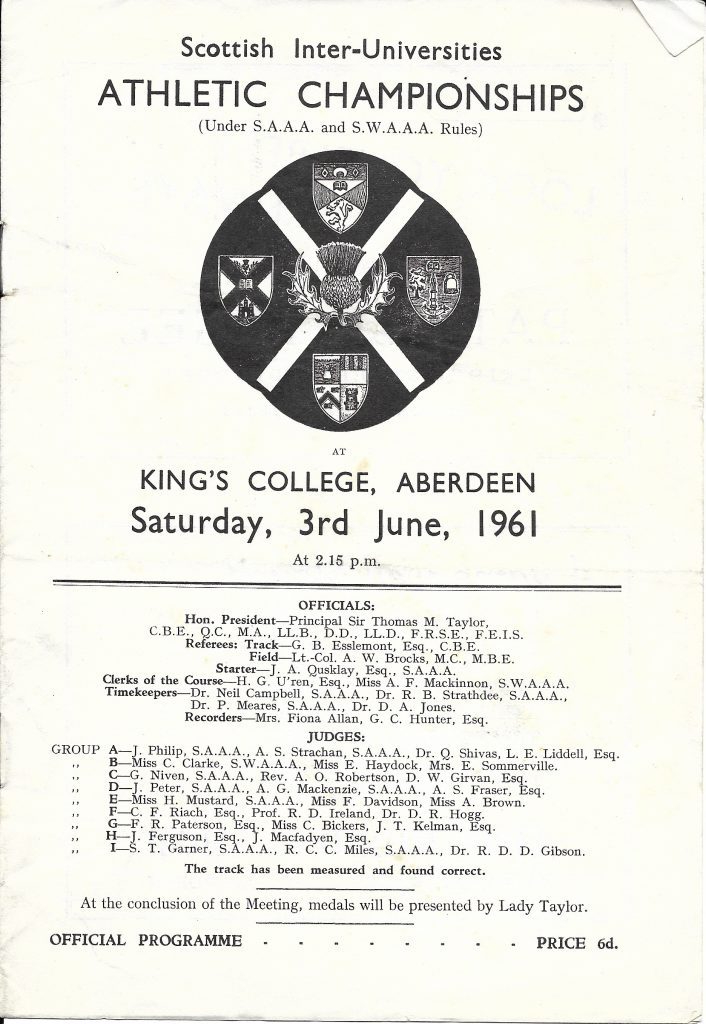 Scottish Inter-Universities
ATHLETIC CHAMPIONSHIPS
(Under S.A.A.A. and S.W.A.A.A. Rules)
AT
KING'S COLLEGE, ABERDEEN
Saturday, 3rd June, 1961
At 2.15 p.m.
OFFICIALS:
Hon. President—Principal Sir Thomas M. Taylor,
C.B.E., Q.C., M.A., LL.B., D.D., LL.D., F.R.S.E., F.E.I.S.
Referees: Track—G. B. Esslemont, Esq., C.B.E.
Field—Lt.-Col. A. W. Brocks, M.C., M.B.E.
Starter—J. A. Qusklay, Esq., S.A.A.A.
Clerks of the Course—H. G. U'ren, Esq., Miss A. F. Mackinnon, S.W.A.A.A.
Timekeepers—Dr. Neil Campbell, S.A.A.A., Dr. R. B. Strathdee, S.A.A.A.,
Dr. P. Meares, S.A.A.A., Dr. D. A. Jones.
Recorders—Mrs. Fiona Allan, G. C. Hunter, Esq.
JUDGES:
GROUP A—J. Philip, S.A.A.A., A. S. Strachan, S.A.A.A., Dr. Q. Shivas, L. E. Liddell, Esq.
,, B—Miss C. Clarke, S.W.A.A.A., Miss E. Haydock, Mrs. E. Sommerville.
,, C—G. Niven, S.A.A.A., Rev. A. O. Robertson, D. W. Girvan, Esq.
,, D—J. Peter, S.A.A.A., A. G. Mackenzie, S.A.A.A., A. S. Fraser, Esq.
,, E—Miss H. Mustard, S.A.A.A., Miss F. Davidson, Miss A. Brown.
,, F—C. F. Riach, Esq., Prof. R. D. Ireland, Dr. D. R. Hogg.
,, G—F. R. Paterson, Esq., Miss C. Bickers, J. T. Kelman, Esq.
,, H—J. Ferguson, Esq., J. Macfadyen, Esq.
,, I—S. T. Garner, S.A.A.A., R. C. C. Miles, S.A.A.A., Dr. R. D. D. Gibson.
The track has been measured and found correct.
At the conclusion of the Meeting, medals will be presented by Lady Taylor.
OFFICIAL PROGRAMME - - - - - - - - PRICE 6d.